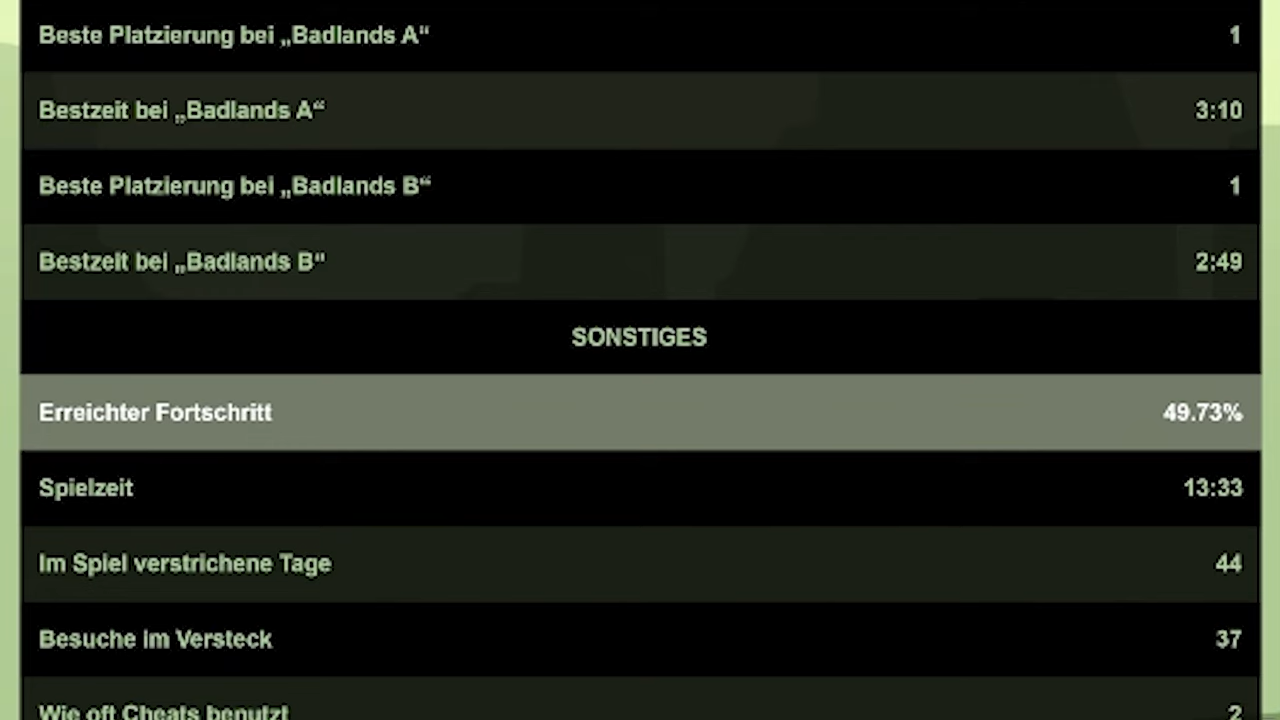 Beste Platzierung bei „Badlands A“ 1
Bestzeit bei „Badlands A“ 3:10
Beste Platzierung bei „Badlands B“ 1
Bestzeit bei „Badlands B“ 2:49
SONSTIGES
Erreichter Fortschritt 49.73%
Spielzeit 13:33
Im Spiel verstrichene Tage 44
Besuche im Versteck 37
Wie oft Cheats benutzt 2